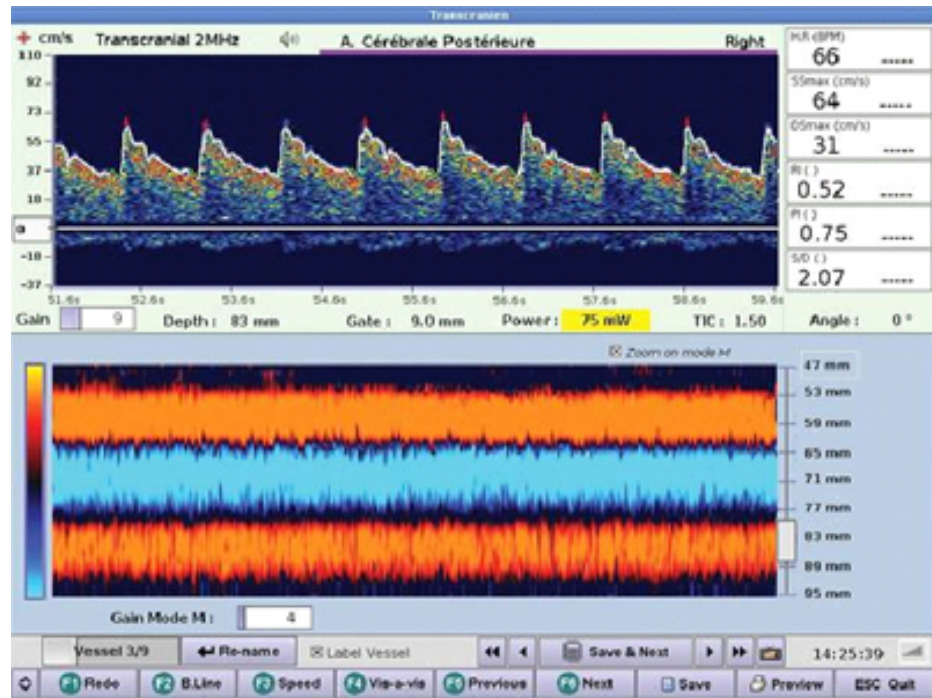 Transcranien
cm/s Transcranial 2MHz A. Cérébrale Postérieure Right
110
92
73
55
37
18
0
-18
-37
51.6s 52.6s 53.6s 54.6s 55.6s 56.6s 57.6s 58.6s 59.6s
HR (BPM)
66 -----
SSmax (cm/s)
64 -----
DSmax (cm/s)
31 -----
RI ( )
0.52
PI ( )
0.75 -----
S/D ( )
2.07 -----
Gain 9 Depth : 83 mm Gate : 9.0 mm Power : 75 mW TIC : 1.50 Angle : 0 °
Zoom on mode M
47 mm
53 mm
59 mm
65 mm
71 mm
77 mm
83 mm
89 mm
95 mm
Gain Mode M : 4
Vessel 3/9 Re-name Label Vessel Save & Next 14:25:39
F1 Redo F2 B.Line F3 Speed F4 Vis-a-vis F5 Previous F6 Next Save Preview ESC Quit